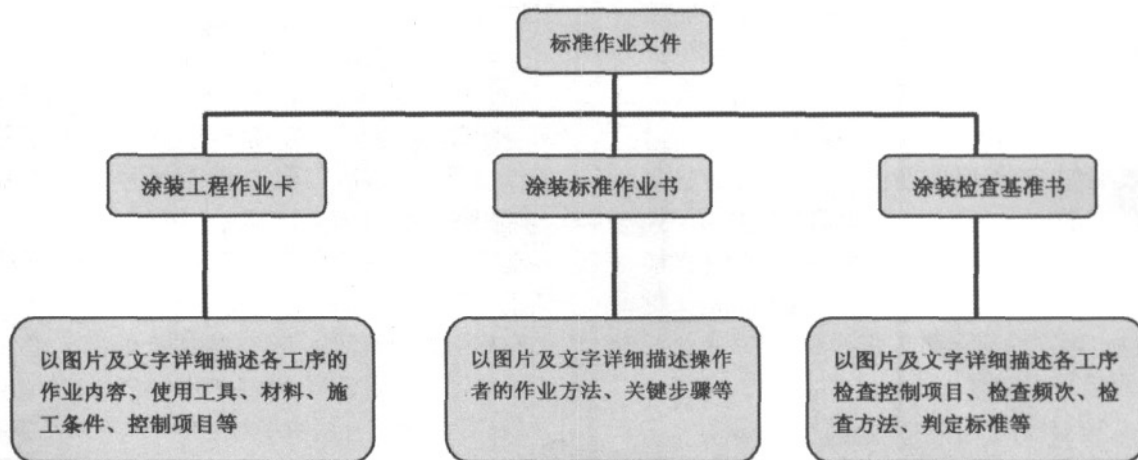 标准作业文件
涂装工程作业卡
涂装标准作业书
涂装检查基准书
以图片及文字详细描述各工序的
作业内容、使用工具、材料、施
工条件、控制项目等
以图片及文字详细描述操作
者的作业方法、关键步骤等
以图片及文字详细描述各工序
检查控制项目、检查频次、检
查方法、判定标准等